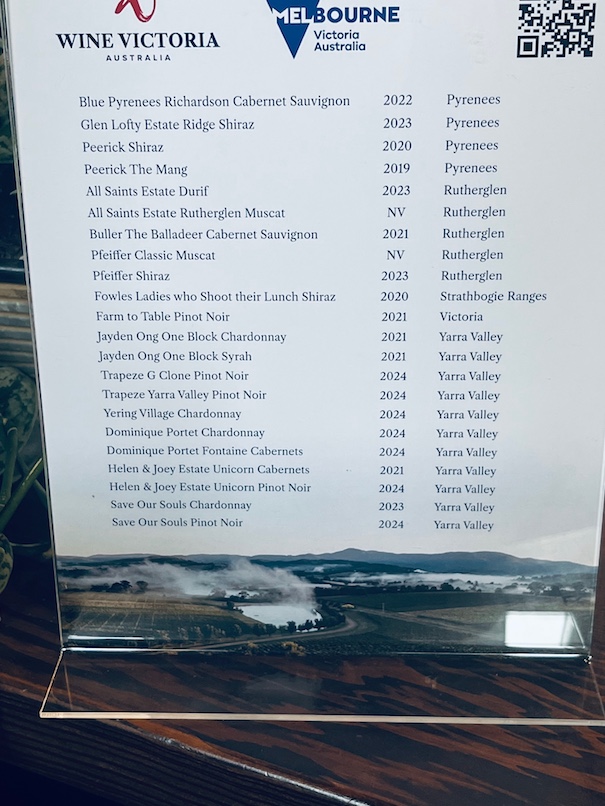 WINE VICTORIA
AUSTRALIA
MELBOURNE
Victoria
Australia
Blue Pyrenees Richardson Cabernet Sauvignon 2022 Pyrenees
Glen Lofty Estate Ridge Shiraz 2023 Pyrenees
Peerick Shiraz 2020 Pyrenees
Peerick The Mang 2019 Pyrenees
All Saints Estate Durif 2023 Rutherglen
All Saints Estate Rutherglen Muscat NV Rutherglen
Buller The Balladeer Cabernet Sauvignon 2021 Rutherglen
Pfeiffer Classic Muscat NV Rutherglen
Pfeiffer Shiraz 2023 Rutherglen
Fowles Ladies who Shoot their Lunch Shiraz 2020 Strathbogie Ranges
Farm to Table Pinot Noir 2021 Victoria
Jayden Ong One Block Chardonnay 2021 Yarra Valley
Jayden Ong One Block Syrah 2021 Yarra Valley
Trapeze G Clone Pinot Noir 2024 Yarra Valley
Trapeze Yarra Valley Pinot Noir 2024 Yarra Valley
Yering Village Chardonnay 2024 Yarra Valley
Dominique Portet Chardonnay 2024 Yarra Valley
Dominique Portet Fontaine Cabernets 2024 Yarra Valley
Helen & Joey Estate Unicorn Cabernets 2021 Yarra Valley
Helen & Joey Estate Unicorn Pinot Noir 2024 Yarra Valley
Save Our Souls Chardonnay 2023 Yarra Valley
Save Our Souls Pinot Noir 2024 Yarra Valley